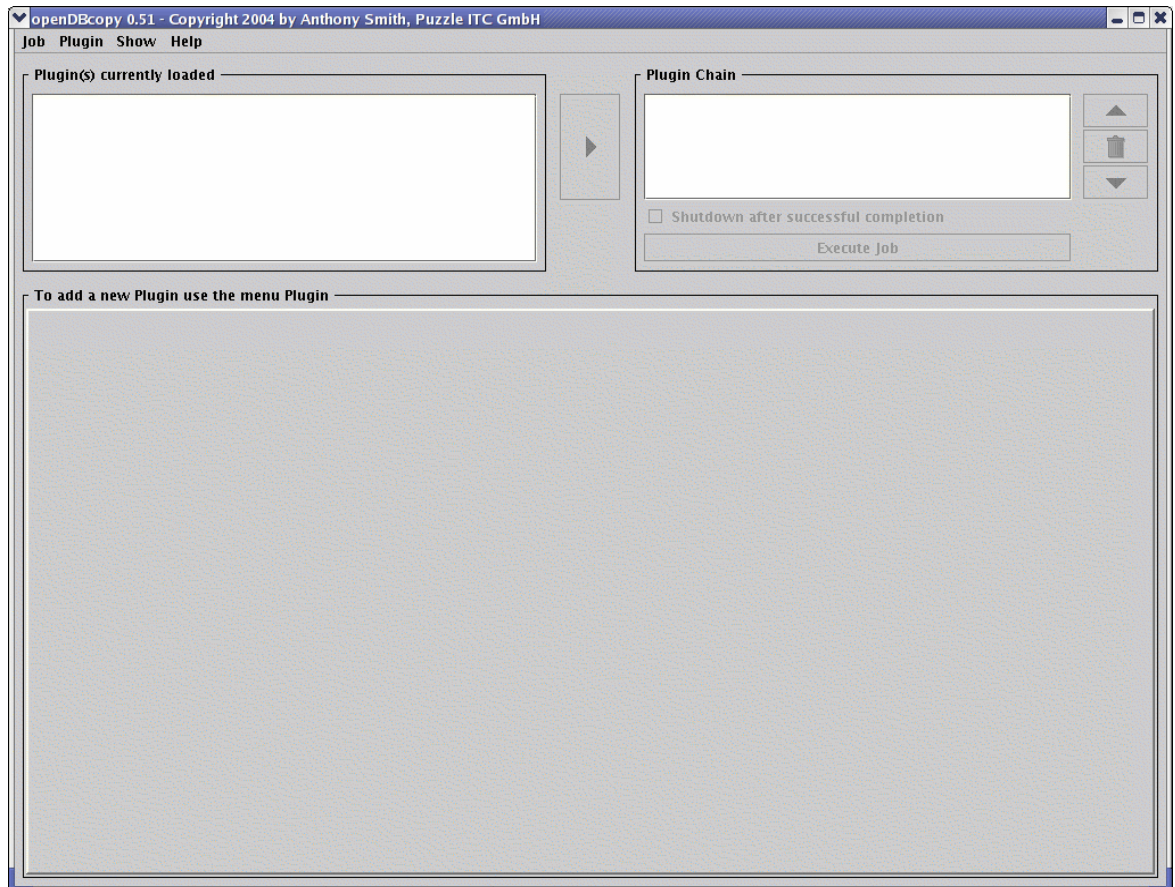 openDBcopy 0.51 - Copyright 2004 by Anthony Smith, Puzzle ITC GmbH
Job Plugin Show Help
Plugin(s) currently loaded
Plugin Chain
Shutdown after successful completion
Execute Job
To add a new Plugin use the menu Plugin